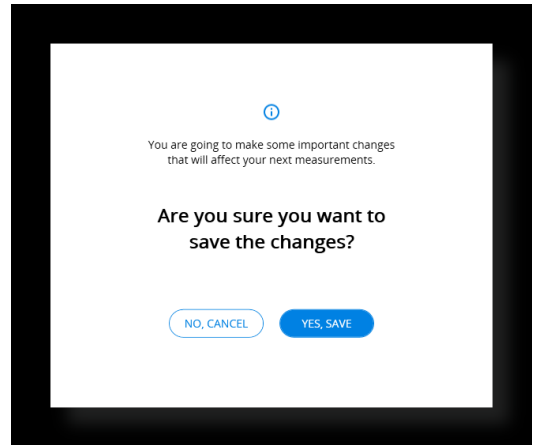 You are going to make some important changes
that will affect your next measurements.
Are you sure you want to
save the changes?
NO, CANCEL
YES, SAVE